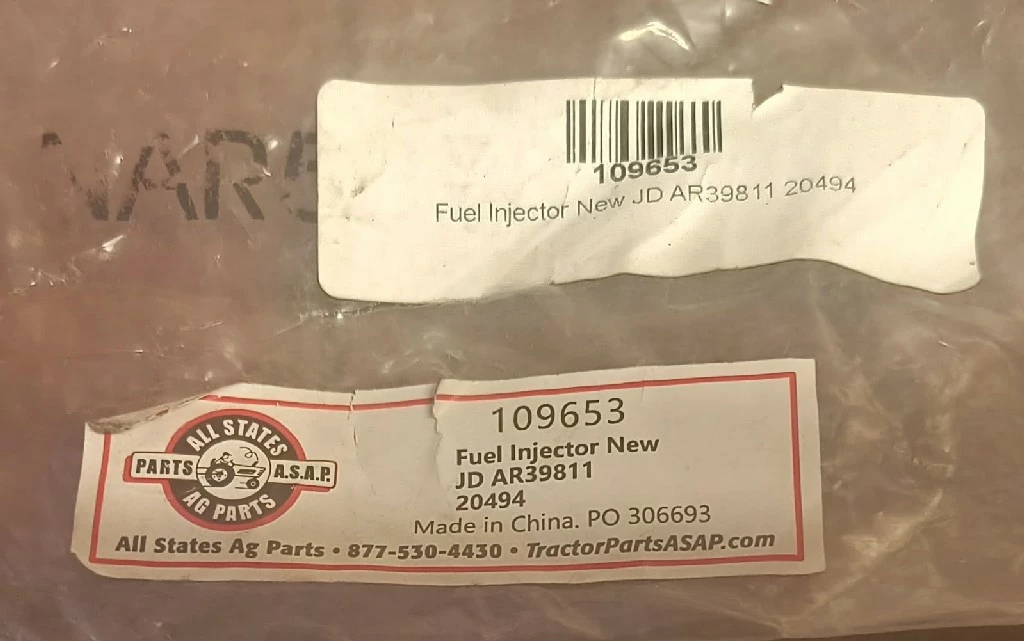 109653
Fuel Injector New JD AR39811 20494
ALL STATES
PARTS A.S.A.P.
AG PARTS
109653
Fuel Injector New
JD AR39811
20494
Made in China. PO 306693
All States Ag Parts • 877-530-4430 • TractorPartsASAP.com